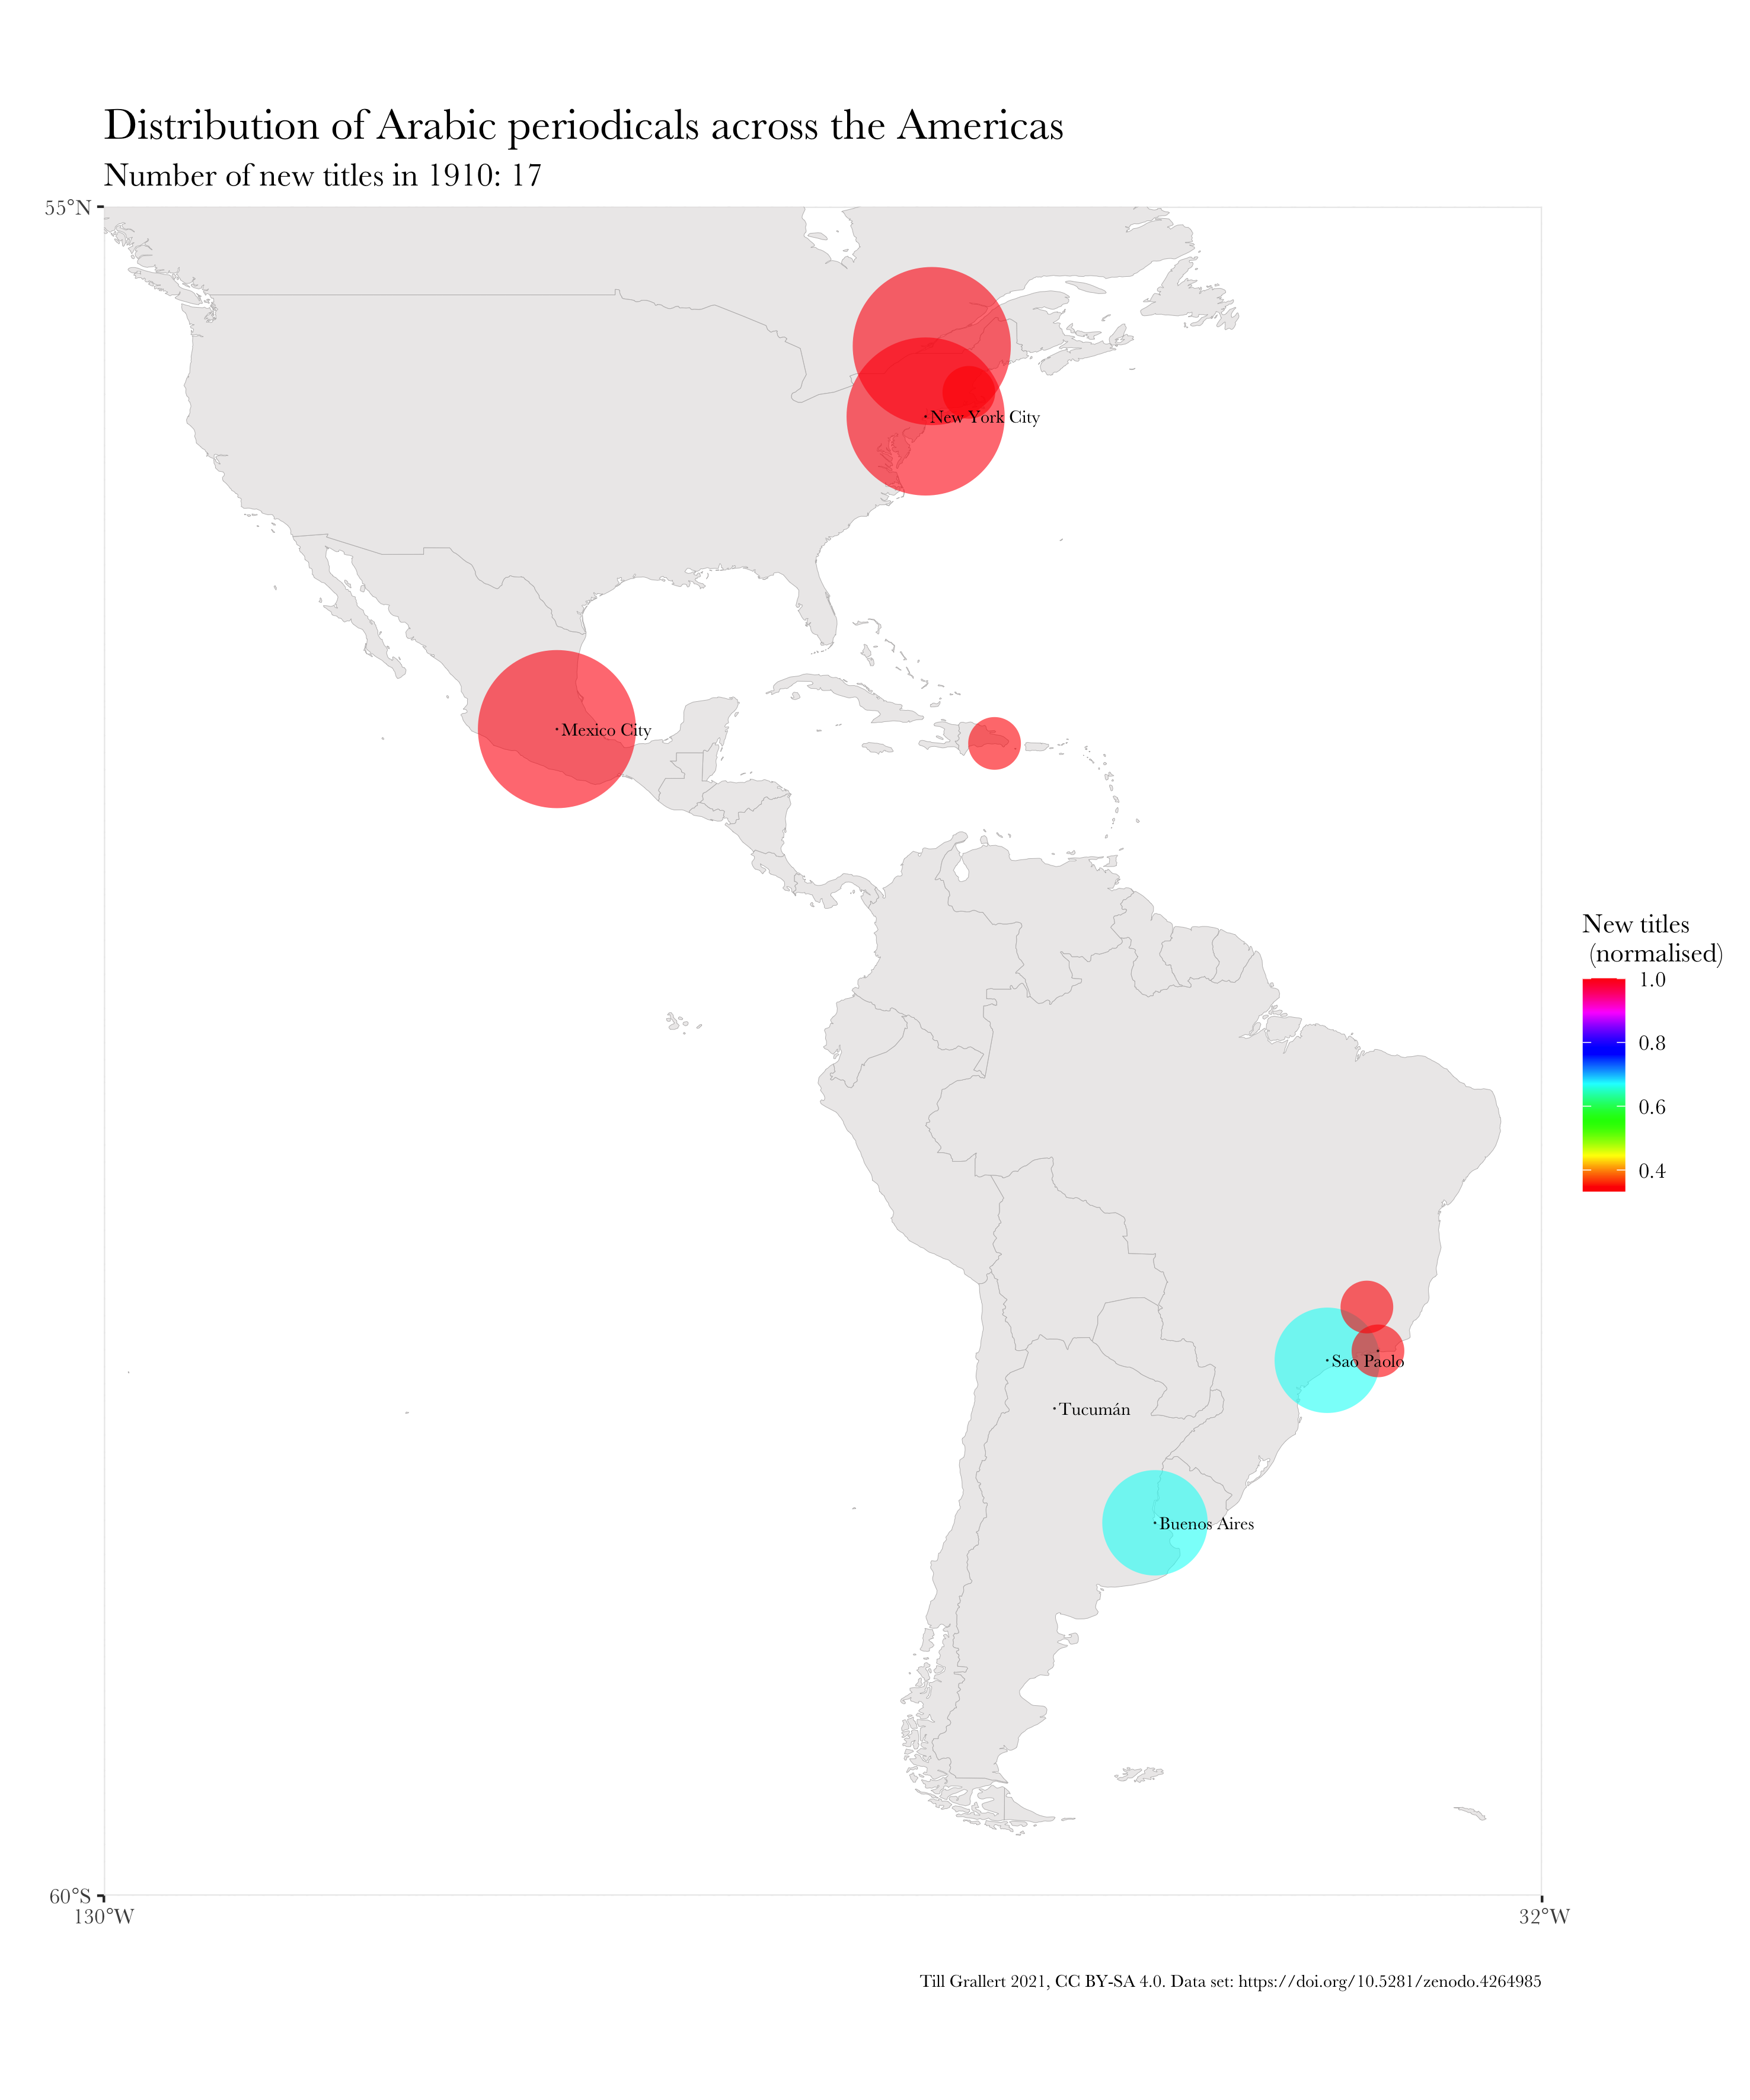 Distribution of Arabic periodicals across the Americas
Number of new titles in 1910: 17
55°N
New York City
Mexico City
New titles
(normalised)
1.0
0.8
0.6
0.4
Sao Paolo
Tucumán
Buenos Aires
60°S
130°W
32°W
Till Grallert 2021, CC BY-SA 4.0. Data set: https://doi.org/10.5281/zenodo.4264985